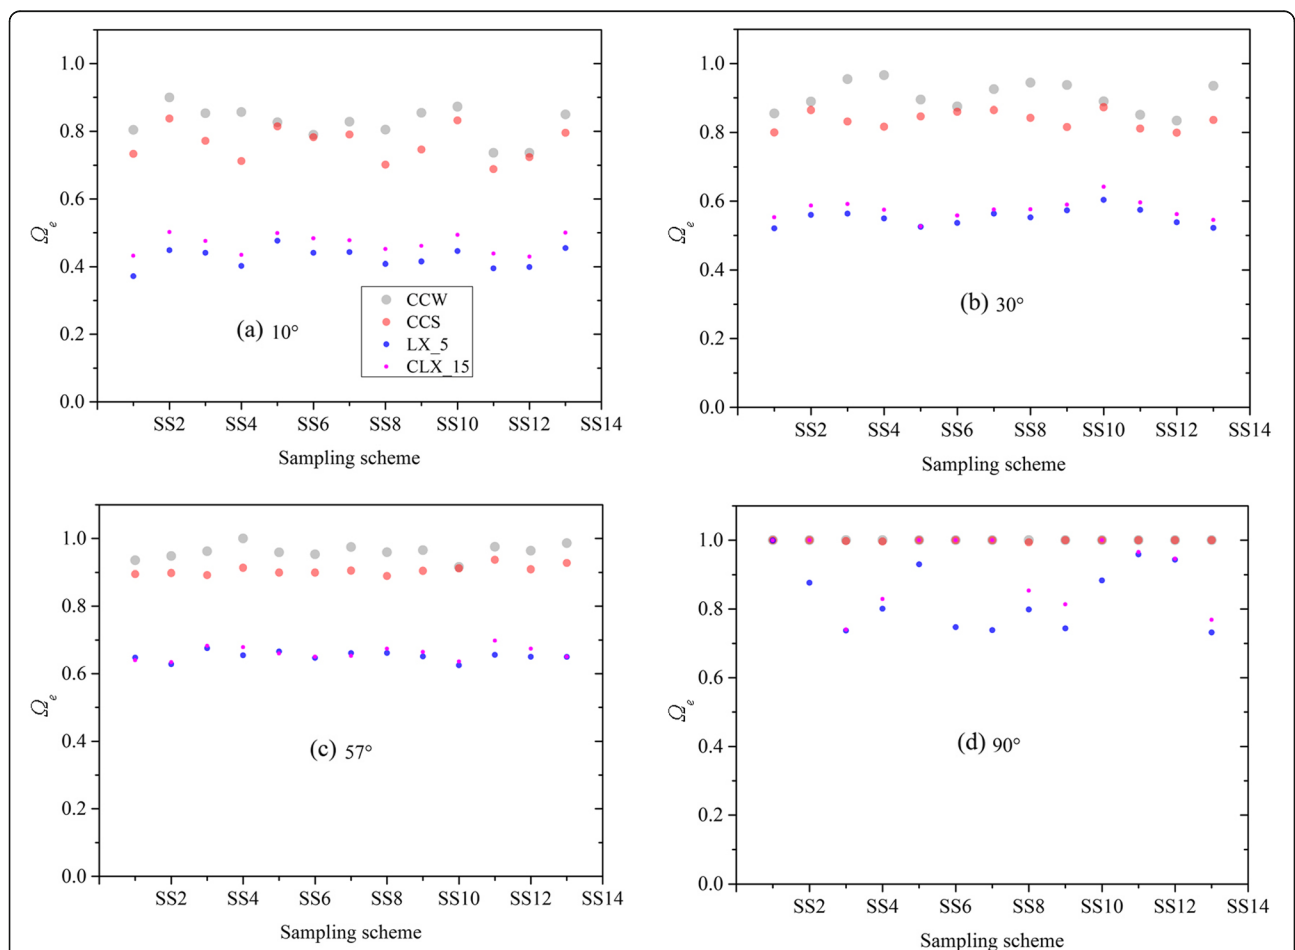 1.0
0.8
0.6
0.4
0.2
0.0
Ωe
CCW
CCS
LX_5
CLX_15
(a) 10°
SS2 SS4 SS6 SS8 SS10 SS12 SS14
Sampling scheme
1.0
0.8
0.6
0.4
0.2
0.0
Ωe
(b) 30°
SS2 SS4 SS6 SS8 SS10 SS12 SS14
Sampling scheme
1.0
0.8
0.6
0.4
0.2
0.0
Ωe
(c) 57°
SS2 SS4 SS6 SS8 SS10 SS12 SS14
Sampling scheme
1.0
0.8
0.6
0.4
0.2
0.0
Ωe
(d) 90°
SS2 SS4 SS6 SS8 SS10 SS12 SS14
Sampling scheme